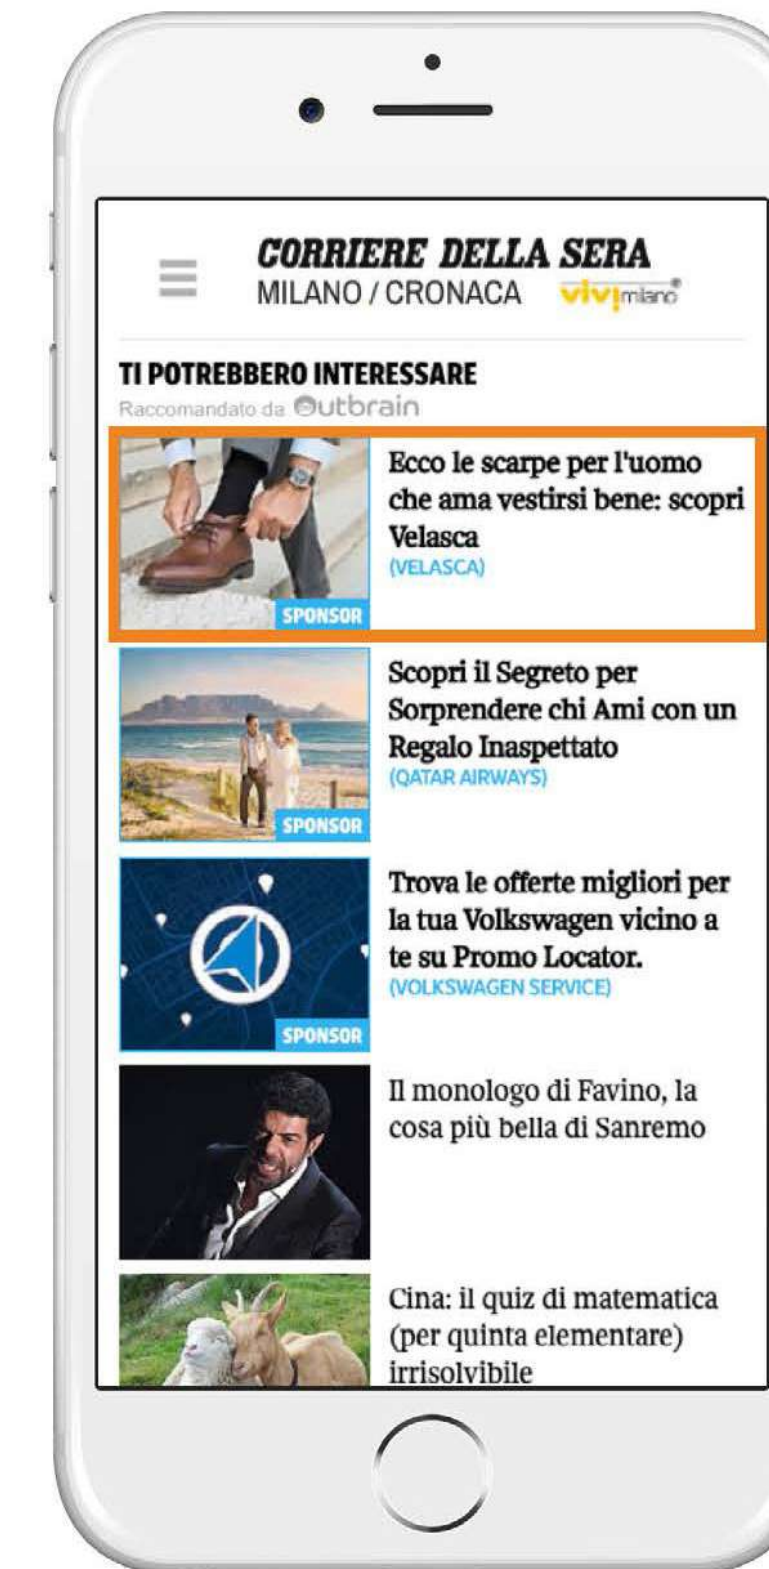 CORRIERE DELLA SERA
MILANO / CRONACA vivimilano
TI POTREBBERO INTERESSARE
Raccomandato da Outbrain
Ecco le scarpe per l'uomo
che ama vestirsi bene: scopri
Velasca
(VELASCA)
SPONSOR
Scopri il Segreto per
Sorprendere chi Ami con un
Regalo Inaspettato
(QATAR AIRWAYS)
SPONSOR
Trova le offerte migliori per
la tua Volkswagen vicino a
te su Promo Locator.
(VOLKSWAGEN SERVICE)
SPONSOR
Il monologo di Favino, la
cosa più bella di Sanremo
Cina: il quiz di matematica
(per quinta elementare)
irrisolvibile